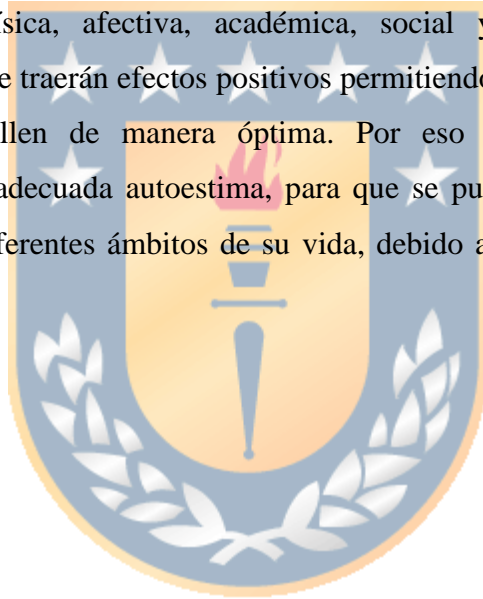 ísica, afectiva, académica, social y
e traerán efectos positivos permitiendo
llen de manera óptima. Por eso
adecuada autoestima, para que se pu
ferentes ámbitos de su vida, debido a